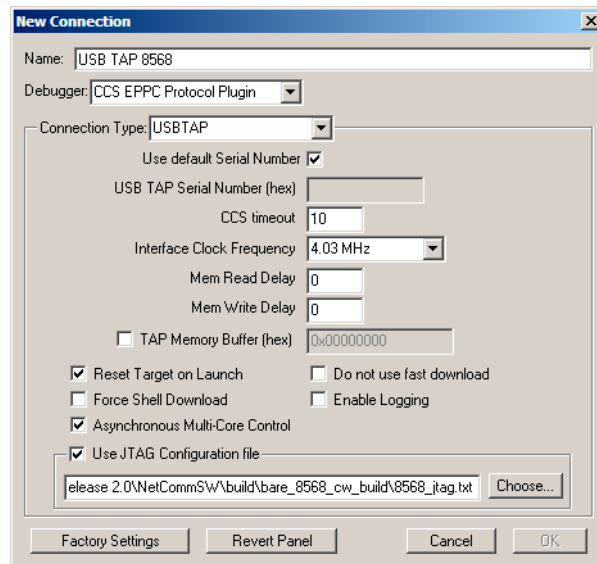 New Connection
Name: USB TAP 8568
Debugger: CCS EPPC Protocol Plugin
Connection Type: USBTAP
Use default Serial Number
USB TAP Serial Number (hex)
CCS timeout 10
Interface Clock Frequency 4.03 MHz
Mem Read Delay 0
Mem Write Delay 0
TAP Memory Buffer (hex) 0x00000000
Reset Target on Launch Do not use fast download
Force Shell Download Enable Logging
Asynchronous Multi-Core Control
Use JTAG Configuration file
elease 2.0\NetCommSW\build\bare_8568_cw_build\8568_jtag.txt Choose...
Factory Settings Revert Panel Cancel OK